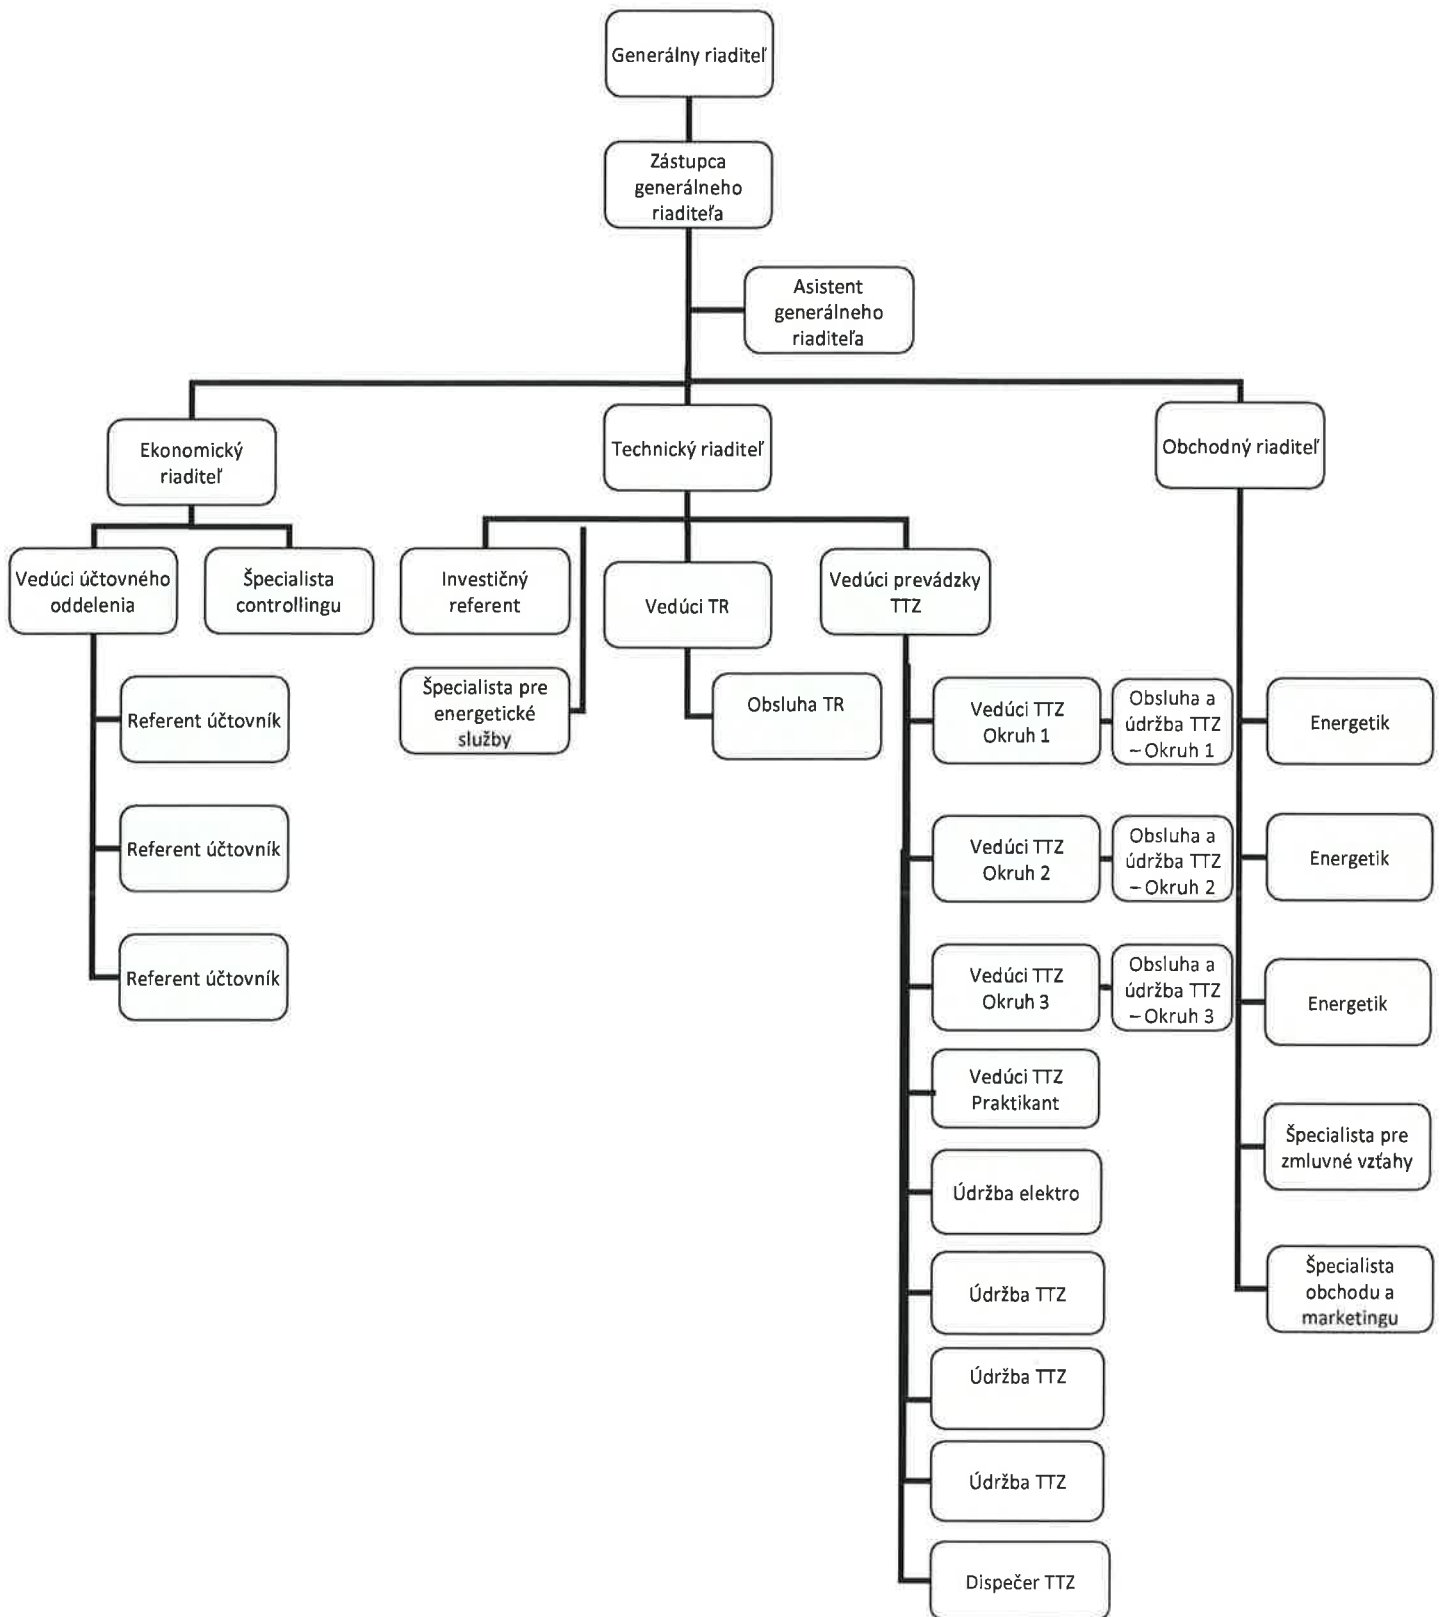 Generálny riaditeľ
Zástupca
generálneho
riaditeľa
Asistent
generálneho
riaditeľa
Ekonomický
riaditeľ
Technický riaditeľ
Obchodný riaditeľ
Vedúci účtovného
oddelenia
Špecialista
controllingu
Investičný
referent
Vedúci TR
Vedúci prevádzky
TTZ
Referent účtovník
Referent účtovník
Referent účtovník
Špecialista pre
energetické
služby
Obsluha TR
Vedúci TTZ
Okruh 1
Obsluha a
údržba TTZ
– Okruh 1
Vedúci TTZ
Okruh 2
Obsluha a
údržba TTZ
– Okruh 2
Vedúci TTZ
Okruh 3
Obsluha a
údržba TTZ
– Okruh 3
Vedúci TTZ
Praktikant
Údržba elektro
Údržba TTZ
Údržba TTZ
Údržba TTZ
Dispečer TTZ
Energetik
Energetik
Energetik
Špecialista pre
zmluvné vzťahy
Špecialista
obchodu a
marketingu